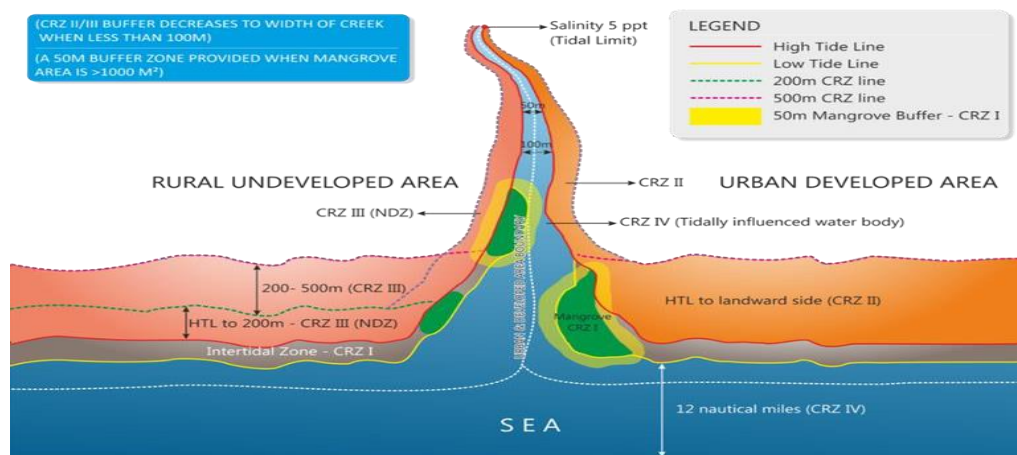 (CRZ II/III BUFFER DECREASES TO WIDTH OF CREEK
WHEN LESS THAN 100M)
(A 50M BUFFER ZONE PROVIDED WHEN MANGROVE
AREA IS >1000 M²)
Salinity 5 ppt
(Tidal Limit)
LEGEND
High Tide Line
Low Tide Line
200m CRZ line
500m CRZ line
50m Mangrove Buffer - CRZ I
50m
100m
RURAL UNDEVELOPED AREA
CRZ II
URBAN DEVELOPED AREA
CRZ III (NDZ)
CRZ IV (Tidally influenced water body)
200- 500m (CRZ III)
HTL to landward side (CRZ II)
HTL to 200m - CRZ III (NDZ)
Mangrove
CRZ I
Intertidal Zone - CRZ I
12 nautical miles (CRZ IV)
SEA